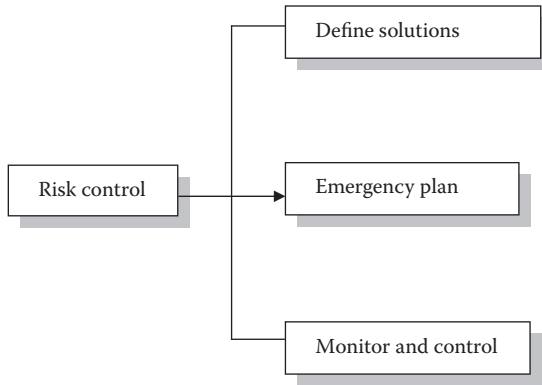 Define solutions
Risk control
Emergency plan
Monitor and control